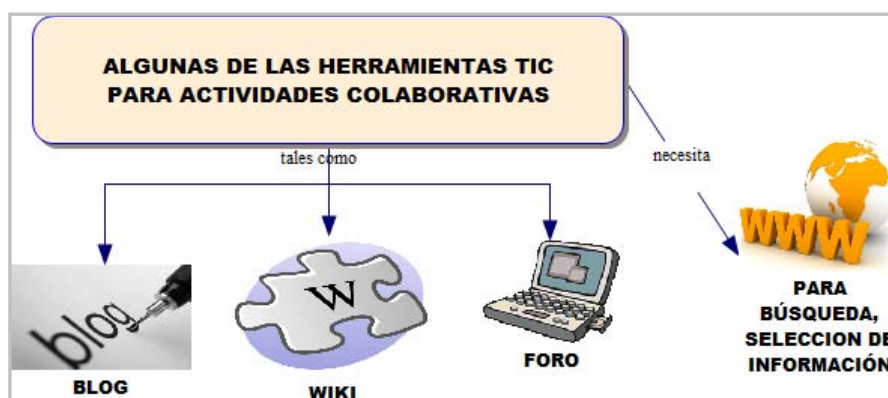 ALGUNAS DE LAS HERRAMIENTAS TIC
PARA ACTIVIDADES COLABORATIVAS
tales como
necesita
WWW
blog
W
BLOG
WIKI
FORO
PARA
BÚSQUEDA,
SELECCION DE
INFORMACIÓN